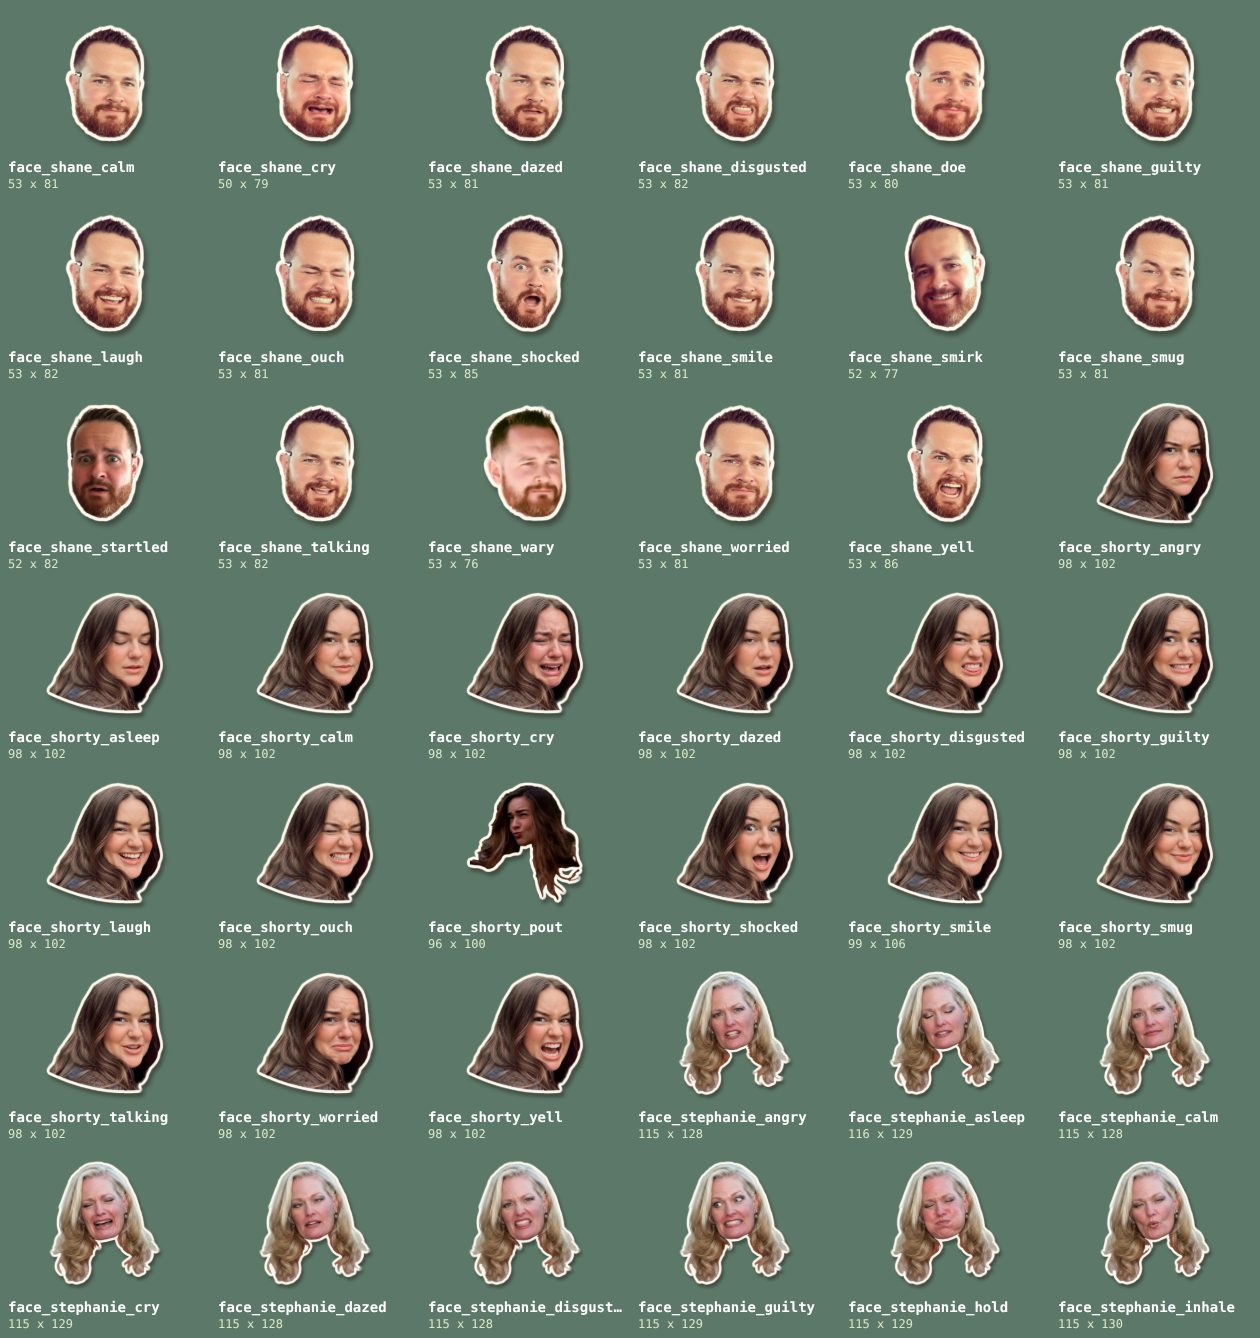 face_shane_calm
53 x 81
face_shane_cry
50 x 79
face_shane_dazed
53 x 81
face_shane_disgusted
53 x 82
face_shane_doe
53 x 80
face_shane_guilty
53 x 81
face_shane_laugh
53 x 82
face_shane_ouch
53 x 81
face_shane_shocked
53 x 85
face_shane_smile
53 x 81
face_shane_smirk
52 x 77
face_shane_smug
53 x 81
face_shane_startled
52 x 82
face_shane_talking
53 x 82
face_shane_wary
53 x 76
face_shane_worried
53 x 81
face_shane_yell
53 x 86
face_shorty_angry
98 x 102
face_shorty_asleep
98 x 102
face_shorty_calm
98 x 102
face_shorty_cry
98 x 102
face_shorty_dazed
98 x 102
face_shorty_disgusted
98 x 102
face_shorty_guilty
98 x 102
face_shorty_laugh
98 x 102
face_shorty_ouch
98 x 102
face_shorty_pout
96 x 100
face_shorty_shocked
98 x 102
face_shorty_smile
99 x 106
face_shorty_smug
98 x 102
face_shorty_talking
98 x 102
face_shorty_worried
98 x 102
face_shorty_yell
98 x 102
face_stephanie_angry
115 x 128
face_stephanie_asleep
116 x 129
face_stephanie_calm
115 x 128
face_stephanie_cry
115 x 129
face_stephanie_dazed
115 x 128
face_stephanie_disgust…
115 x 128
face_stephanie_guilty
115 x 129
face_stephanie_hold
115 x 129
face_stephanie_inhale
115 x 130